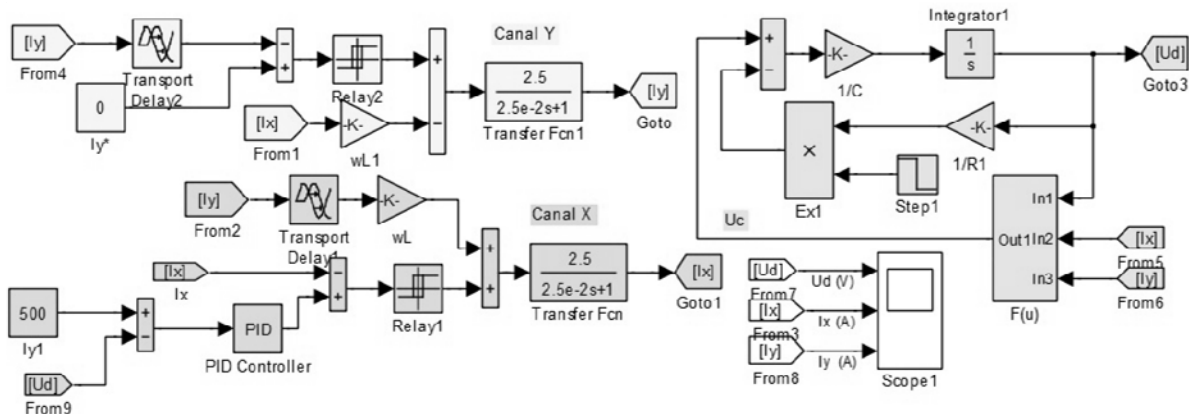 [Iy]
From4
Transport
Delay2
0
Iy*
−
+
Relay2
[Ix]
From1
-K-
wL1
+
−
Canal Y
2.5
2.5e-2s+1
Transfer Fcn1
[Iy]
Goto
[Iy]
From2
Transport
Delay1
-K-
wL
[Ix]
Ix
−
+
500
Iy1
+
−
[Ud]
From9
PID
PID Controller
Relay1
+
+
Canal X
2.5
2.5e-2s+1
Transfer Fcn
[Ix]
Goto1
+
−
-K-
1/C
Integrator1
1
s
[Ud]
Goto3
×
Ex1
-K-
1/R1
Step1
Uc
In1
Out1
In2
In3
F(u)
[Ix]
From5
[Iy]
From6
[Ud]
From7
Ud (V)
[Ix]
From3
Ix (A)
[Iy]
From8
Iy (A)
Scope1